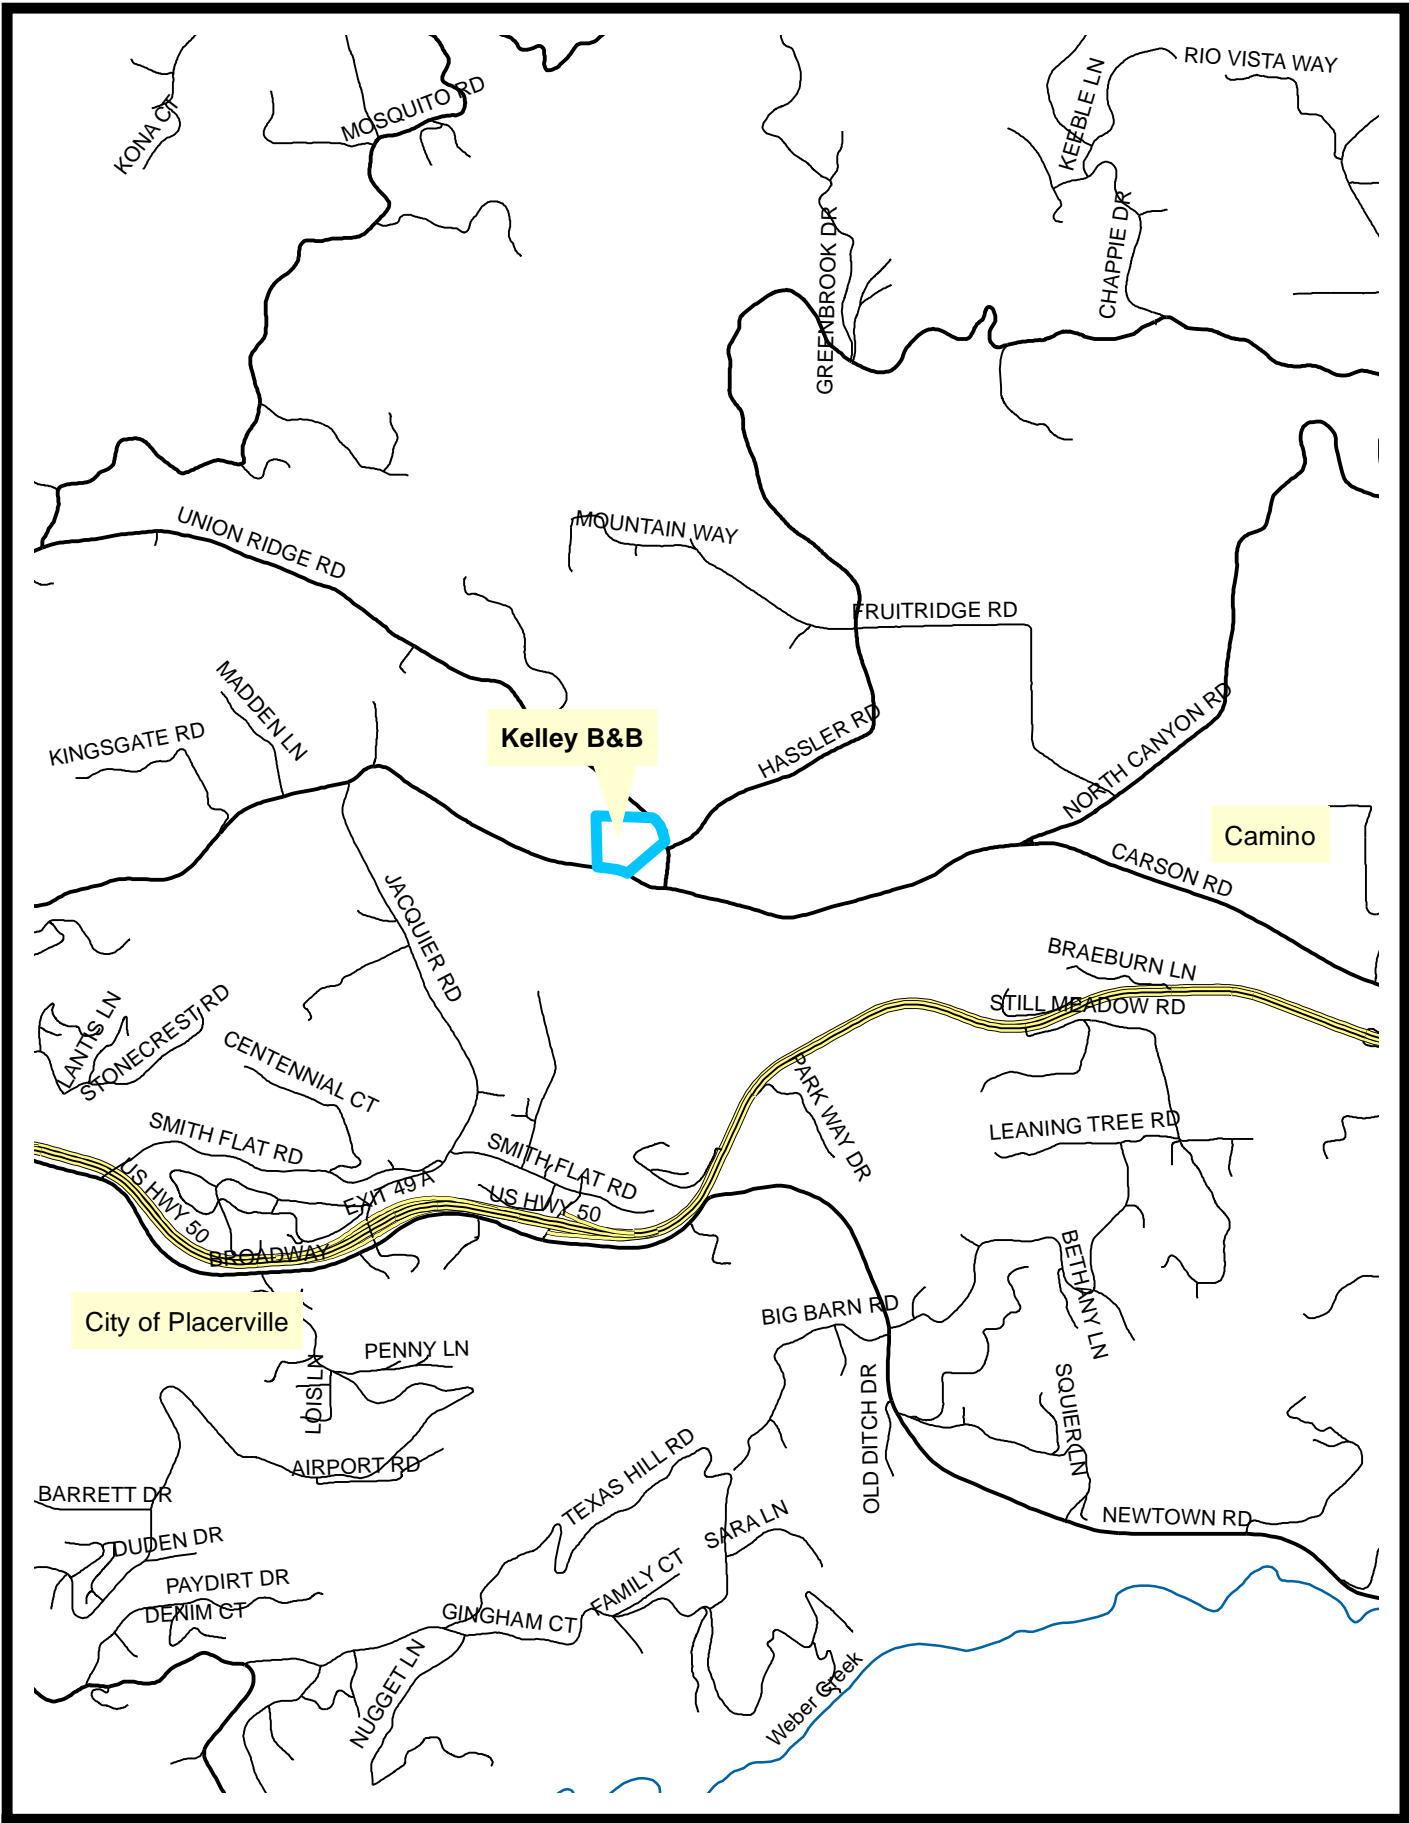 RIO VISTA WAY
KONA CT
MOSQUITO RD
KEEBLE LN
GREENBROOK DR
CHAPPIE DR
UNION RIDGE RD
MOUNTAIN WAY
FRUITRIDGE RD
MADDEN LN
KINGSGATE RD
Kelley B&B
HASSLER RD
NORTH CANYON RD
Camino
CARSON RD
JACQUIER RD
BRAEBURN LN
STILL MEADOW RD
LANTIS LN
STONECREST RD
CENTENNIAL CT
PARK WAY DR
SMITH FLAT RD
LEANING TREE RD
SMITH FLAT RD
US HWY 50
EXIT 49 A
US HWY 50
BROADWAY
BETHANY LN
City of Placerville
BIG BARN RD
PENNY LN
LOIS LN
OLD DITCH DR
SQUIER LN
AIRPORT RD
TEXAS HILL RD
BARRETT DR
NEWTOWN RD
DUDEN DR
SARA LN
PAYDIRT DR
FAMILY CT
DENIM CT
GINGHAM CT
NUGGET LN
Weber Creek